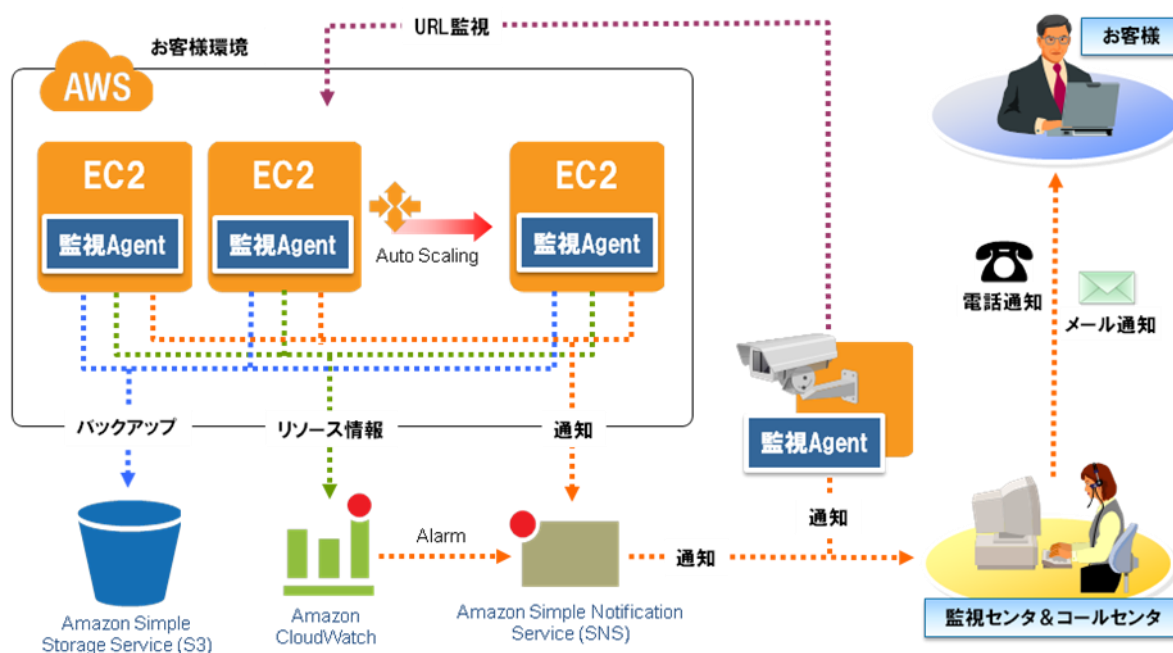 URL監視
お客様環境
お客様
AWS
EC2
EC2
EC2
監視Agent
監視Agent
監視Agent
Auto Scaling
電話通知
メール通知
バックアップ
リソース情報
通知
監視Agent
通知
Alarm
通知
Amazon Simple
Storage Service (S3)
Amazon
CloudWatch
Amazon Simple Notification
Service (SNS)
監視センタ&コールセンタ